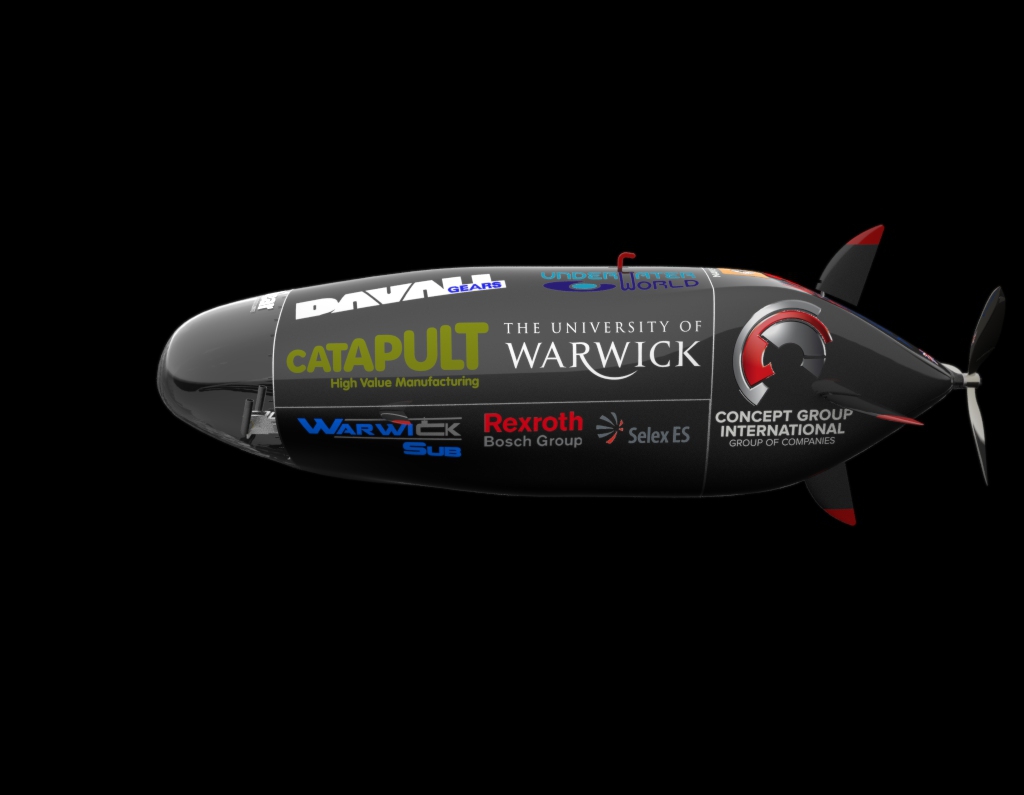 DAVALL
GEARS
UNDERWATER
WORLD
CATAPULT
High Value Manufacturing
THE UNIVERSITY OF
WARWICK
WARWICK
SUB
Rexroth
Bosch Group
Selex ES
CONCEPT GROUP
INTERNATIONAL
GROUP OF COMPANIES